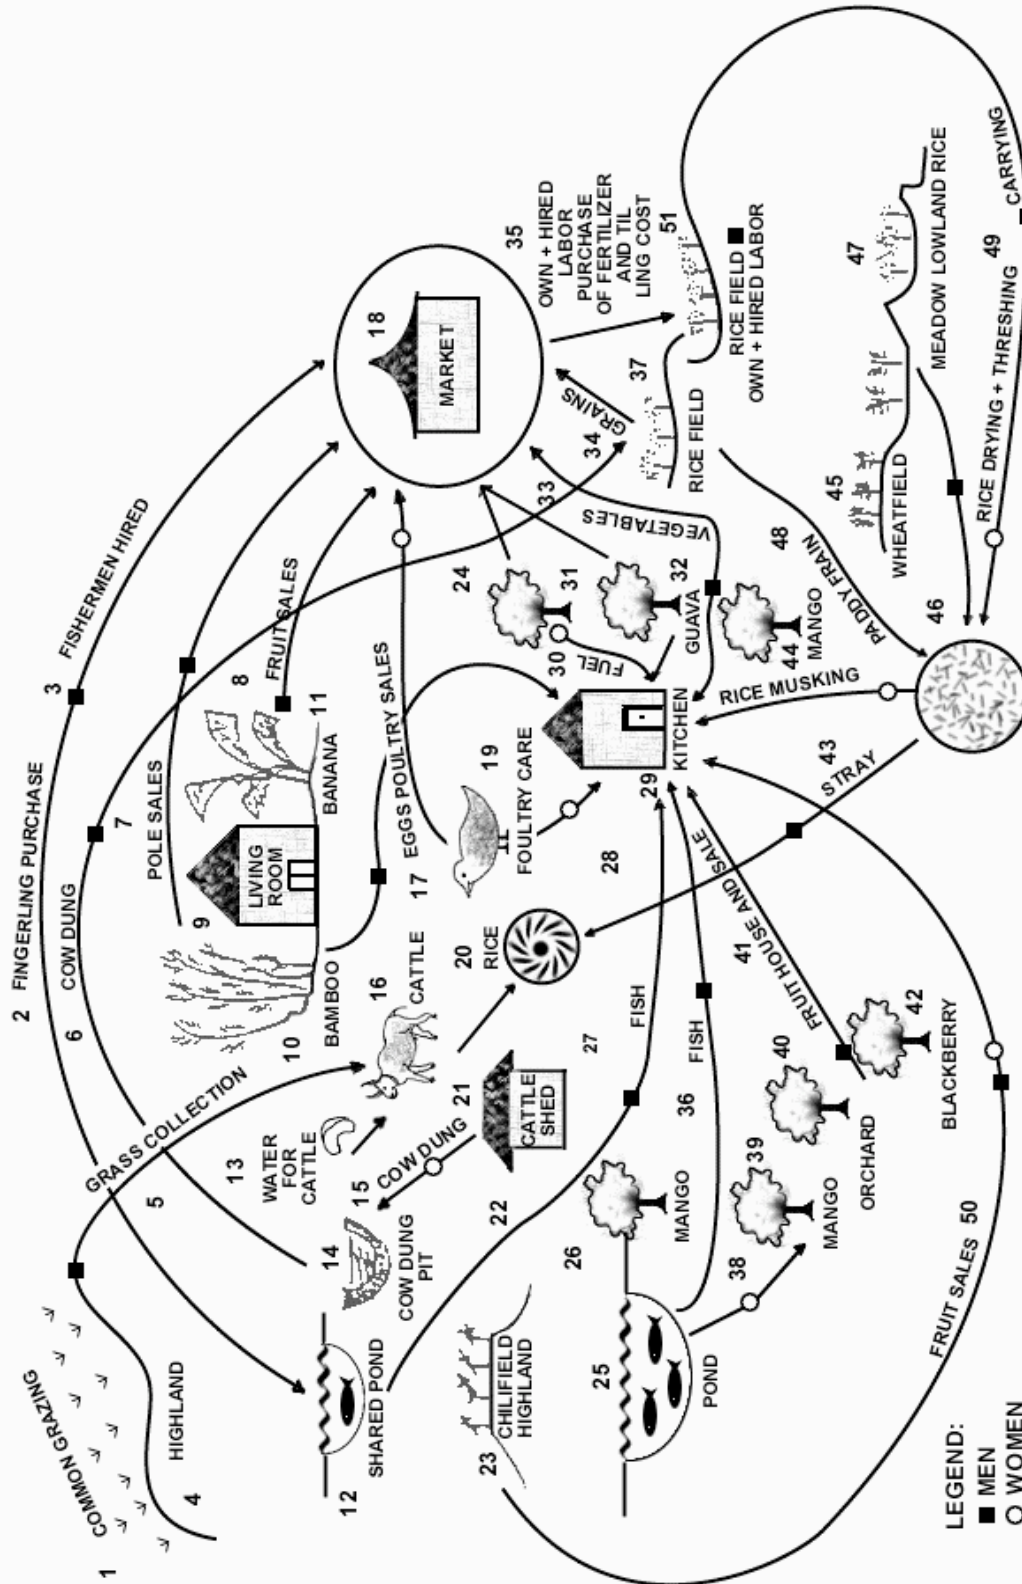 1
COMMON GRAZING
2
FINGERLING PURCHASE
3
FISHERMEN HIRED
4
HIGHLAND
5
GRASS COLLECTION
6
COW DUNG
7
POLE SALES
8
FRUIT SALES
9
LIVING
ROOM
10
BAMBOO
11
BANANA
12
SHARED POND
13
WATER
FOR
CATTLE
14
COW DUNG
PIT
15
COW DUNG
16
CATTLE
17
EGGS POULTRY SALES
18
MARKET
19
FOULTRY CARE
20
RICE
21
CATTLE
SHED
22
23
CHILIFIELD
HIGHLAND
24
25
POND
26
MANGO
27
FISH
28
29
KITCHEN
30
FUEL
31
32
GUAVA
33
VEGETABLES
34
GRAINS
35
OWN + HIRED
LABOR
PURCHASE
OF FERTILIZER
AND TIL
LING COST
36
FISH
37
RICE FIELD
38
39
MANGO
40
ORCHARD
41
FRUIT HOUSE AND SALE
42
BLACKBERRY
43
STRAY
RICE MUSKING
44
MANGO
45
WHEATFIELD
46
47
MEADOW LOWLAND RICE
48
PADDY FRAIN
49
RICE DRYING + THRESHING
CARRYING
50
FRUIT SALES
51
RICE FIELD
OWN + HIRED LABOR
LEGEND:
MEN
WOMEN